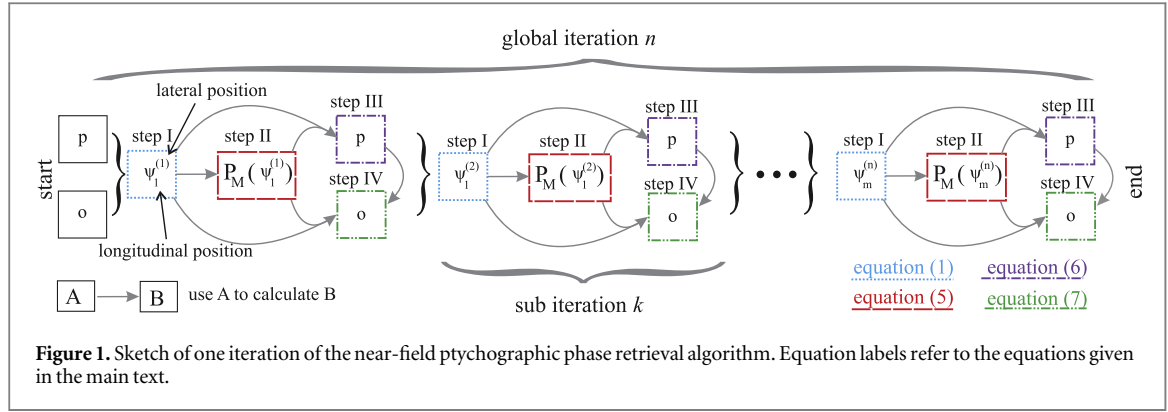 global iteration n
lateral position
start
p
o
step I
ψ₁⁽¹⁾
step II
P_M(ψ₁⁽¹⁾)
step III
p
step IV
o
longitudinal position
step I
ψ₁⁽²⁾
step II
P_M(ψ₁⁽²⁾)
step III
p
step IV
o
sub iteration k
•••
step I
ψₘ⁽ⁿ⁾
step II
P_M(ψₘ⁽ⁿ⁾)
step III
p
step IV
o
end
A
B
use A to calculate B
equation (1)
equation (6)
equation (5)
equation (7)
Figure 1. Sketch of one iteration of the near-field ptychographic phase retrieval algorithm. Equation labels refer to the equations given
in the main text.